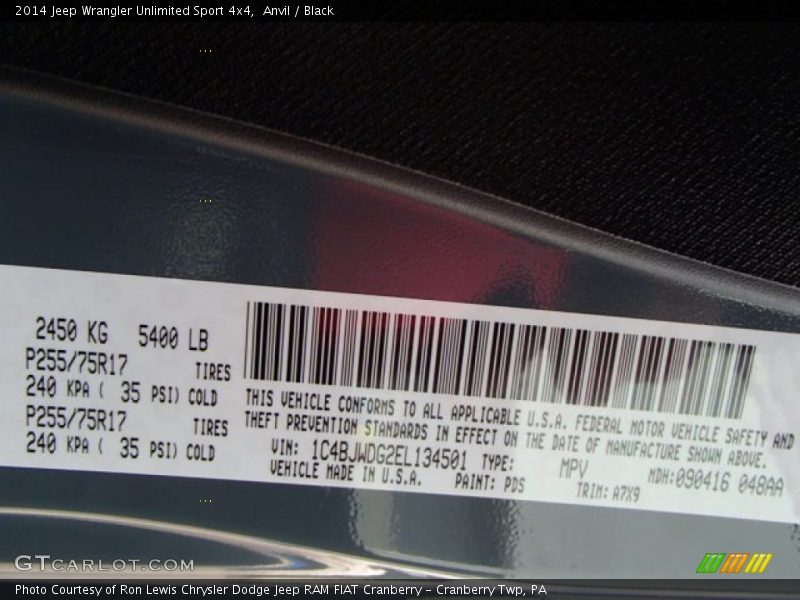 2014 Jeep Wrangler Unlimited Sport 4x4, Anvil / Black
2450 KG 5400 LB
P255/75R17 TIRES
240 KPA ( 35 PSI) COLD
P255/75R17 TIRES
240 KPA ( 35 PSI) COLD
THIS VEHICLE CONFORMS TO ALL APPLICABLE U.S.A. FEDERAL MOTOR VEHICLE SAFETY AND
THEFT PREVENTION STANDARDS IN EFFECT ON THE DATE OF MANUFACTURE SHOWN ABOVE.
VIN: 1C4BJWDG2EL134501 TYPE: MPV MDH:090416 048AA
VEHICLE MADE IN U.S.A. PAINT: PDS TRIM: A7X9
GTCARLOT.COM
Photo Courtesy of Ron Lewis Chrysler Dodge Jeep RAM FIAT Cranberry – Cranberry Twp, PA